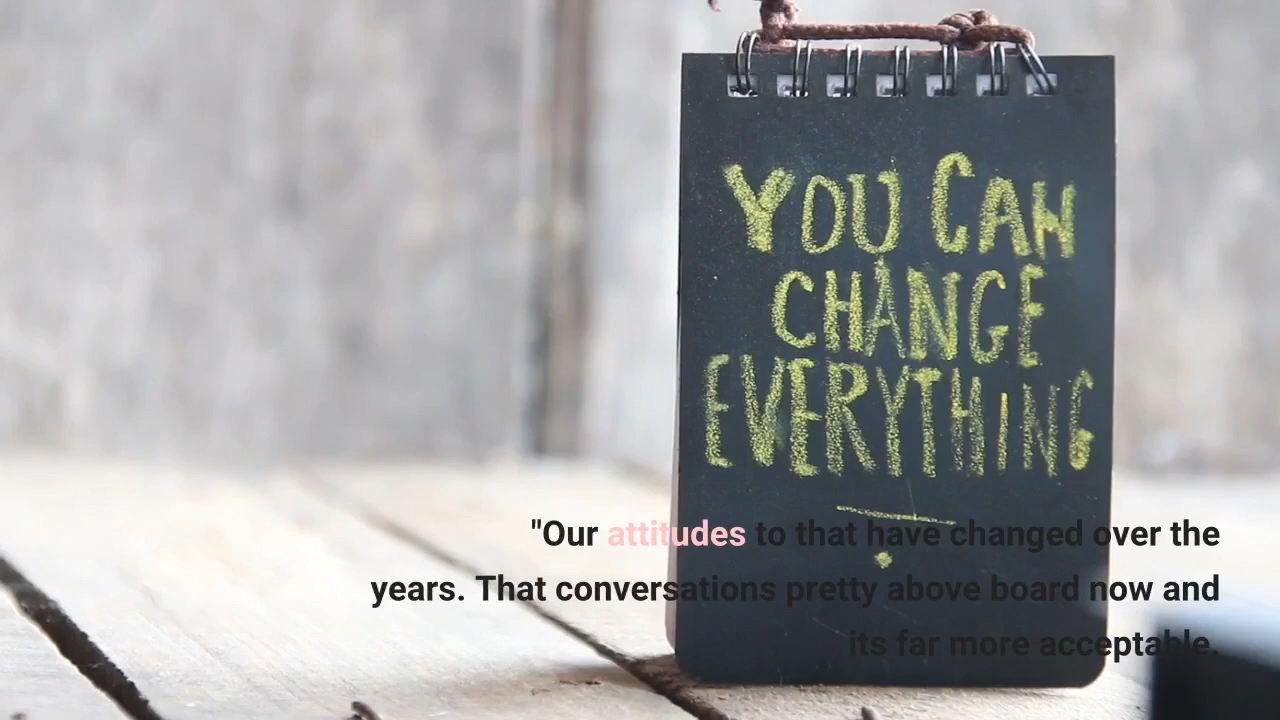 YOU CAN
CHANGE
EVERYTHING
"Our attitudes to that have changed over the
years. That conversations pretty above board now and
its far more acceptable.